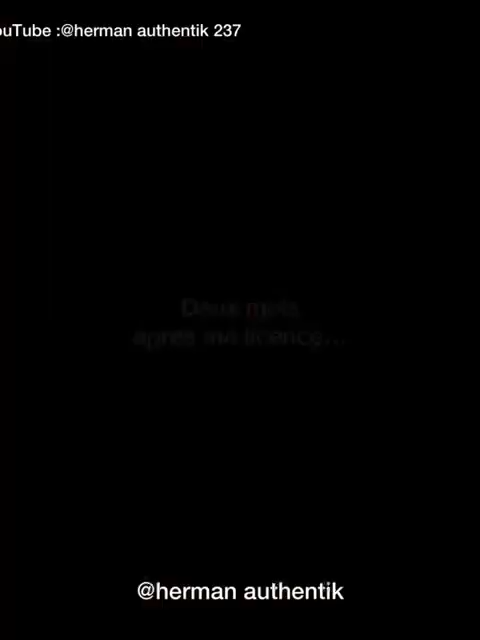 ouTube :@herman authentik 237
Deux mois
après ma licence....
@herman authentik